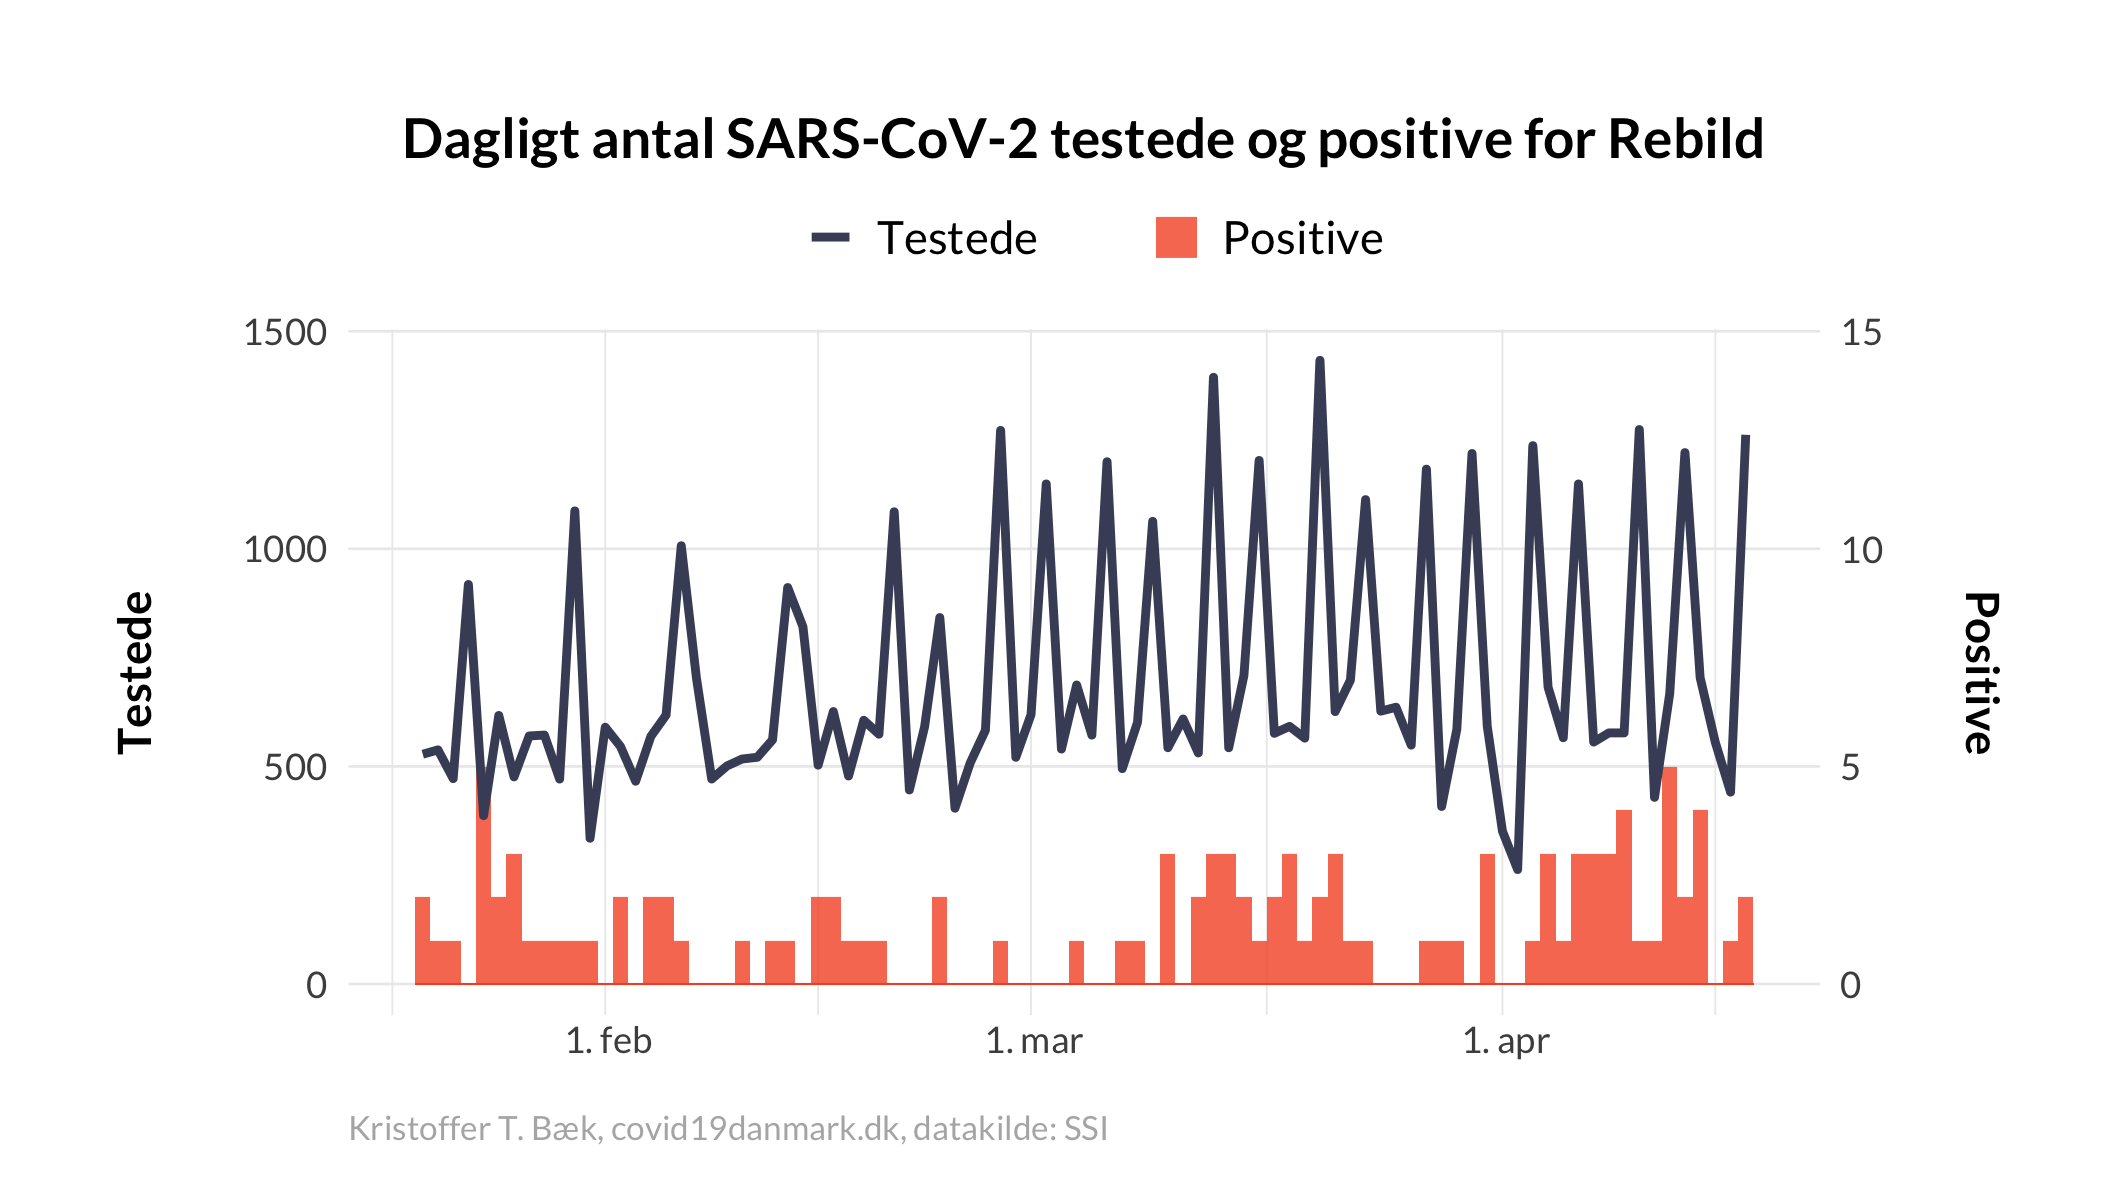 Dagligt antal SARS-CoV-2 testede og positive for Rebild
Testede
Positive
1500
1000
500
0
15
10
5
0
Testede
Positive
1. feb
1. mar
1. apr
Kristoffer T. Bæk, covid19danmark.dk, datakilde: SSI